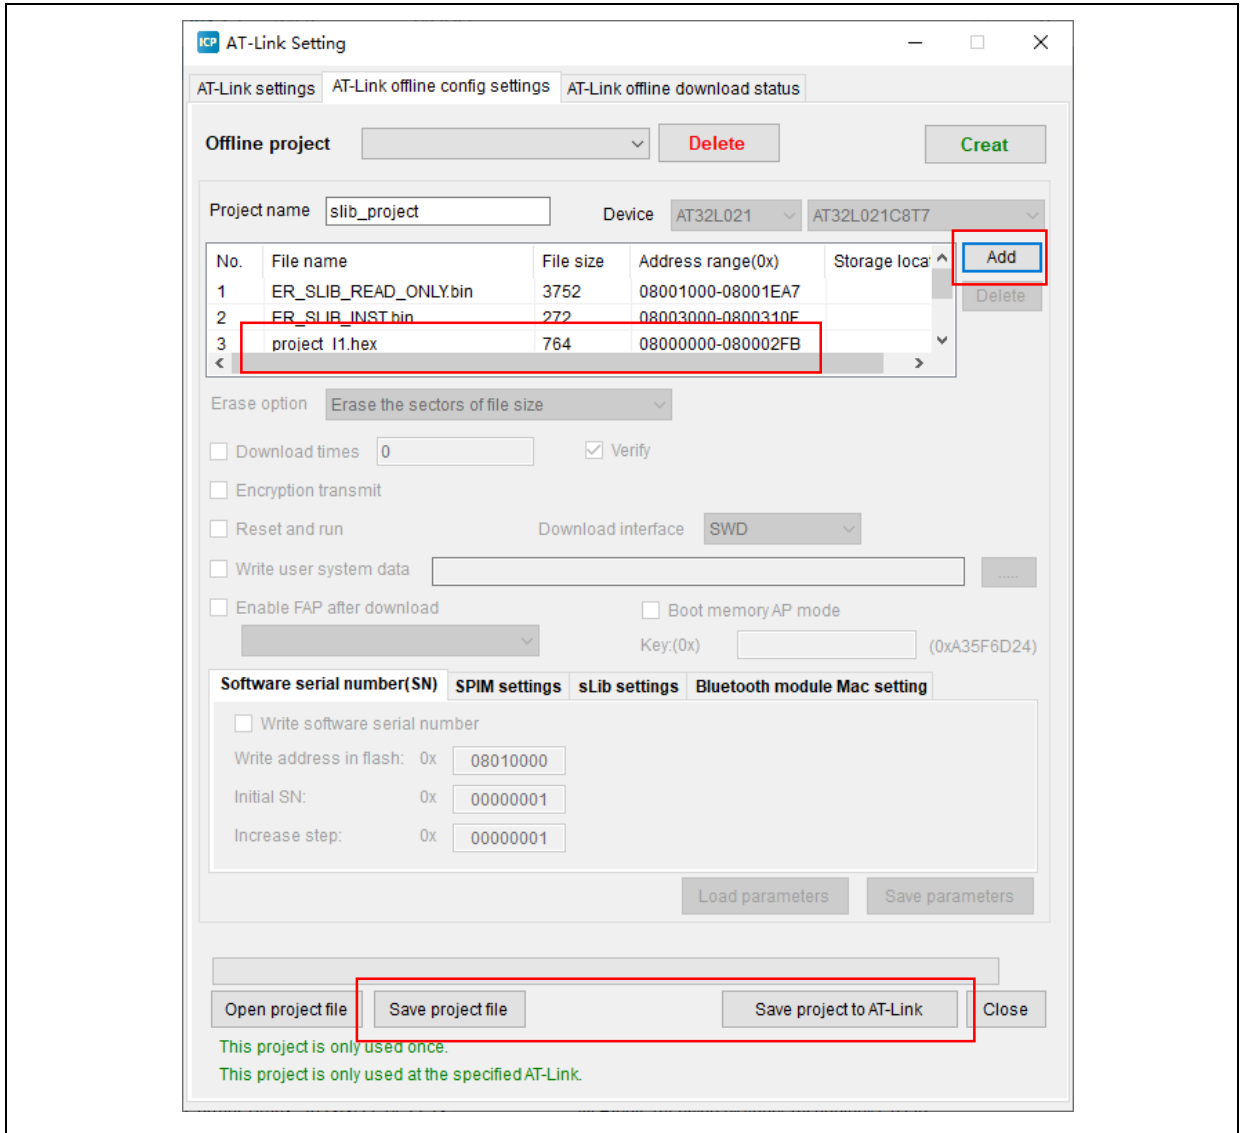 ICP AT-Link Setting
AT-Link settings AT-Link offline config settings AT-Link offline download status
Offline project Delete Creat
Project name slib_project Device AT32L021 AT32L021C8T7
No. File name File size Address range(0x) Storage loca Add
1 ER_SLIB_READ_ONLY.bin 3752 08001000-08001EA7 Delete
2 ER_SLIB_INST.bin 272 08003000-0800310F
3 project_l1.hex 764 08000000-080002FB
Erase option Erase the sectors of file size
Download times 0 Verify
Encryption transmit
Reset and run Download interface SWD
Write user system data .....
Enable FAP after download Boot memory AP mode
Key:(0x) (0xA35F6D24)
Software serial number(SN) SPIM settings sLib settings Bluetooth module Mac setting
Write software serial number
Write address in flash: 0x 08010000
Initial SN: 0x 00000001
Increase step: 0x 00000001
Load parameters Save parameters
Open project file Save project file Save project to AT-Link Close
This project is only used once.
This project is only used at the specified AT-Link.